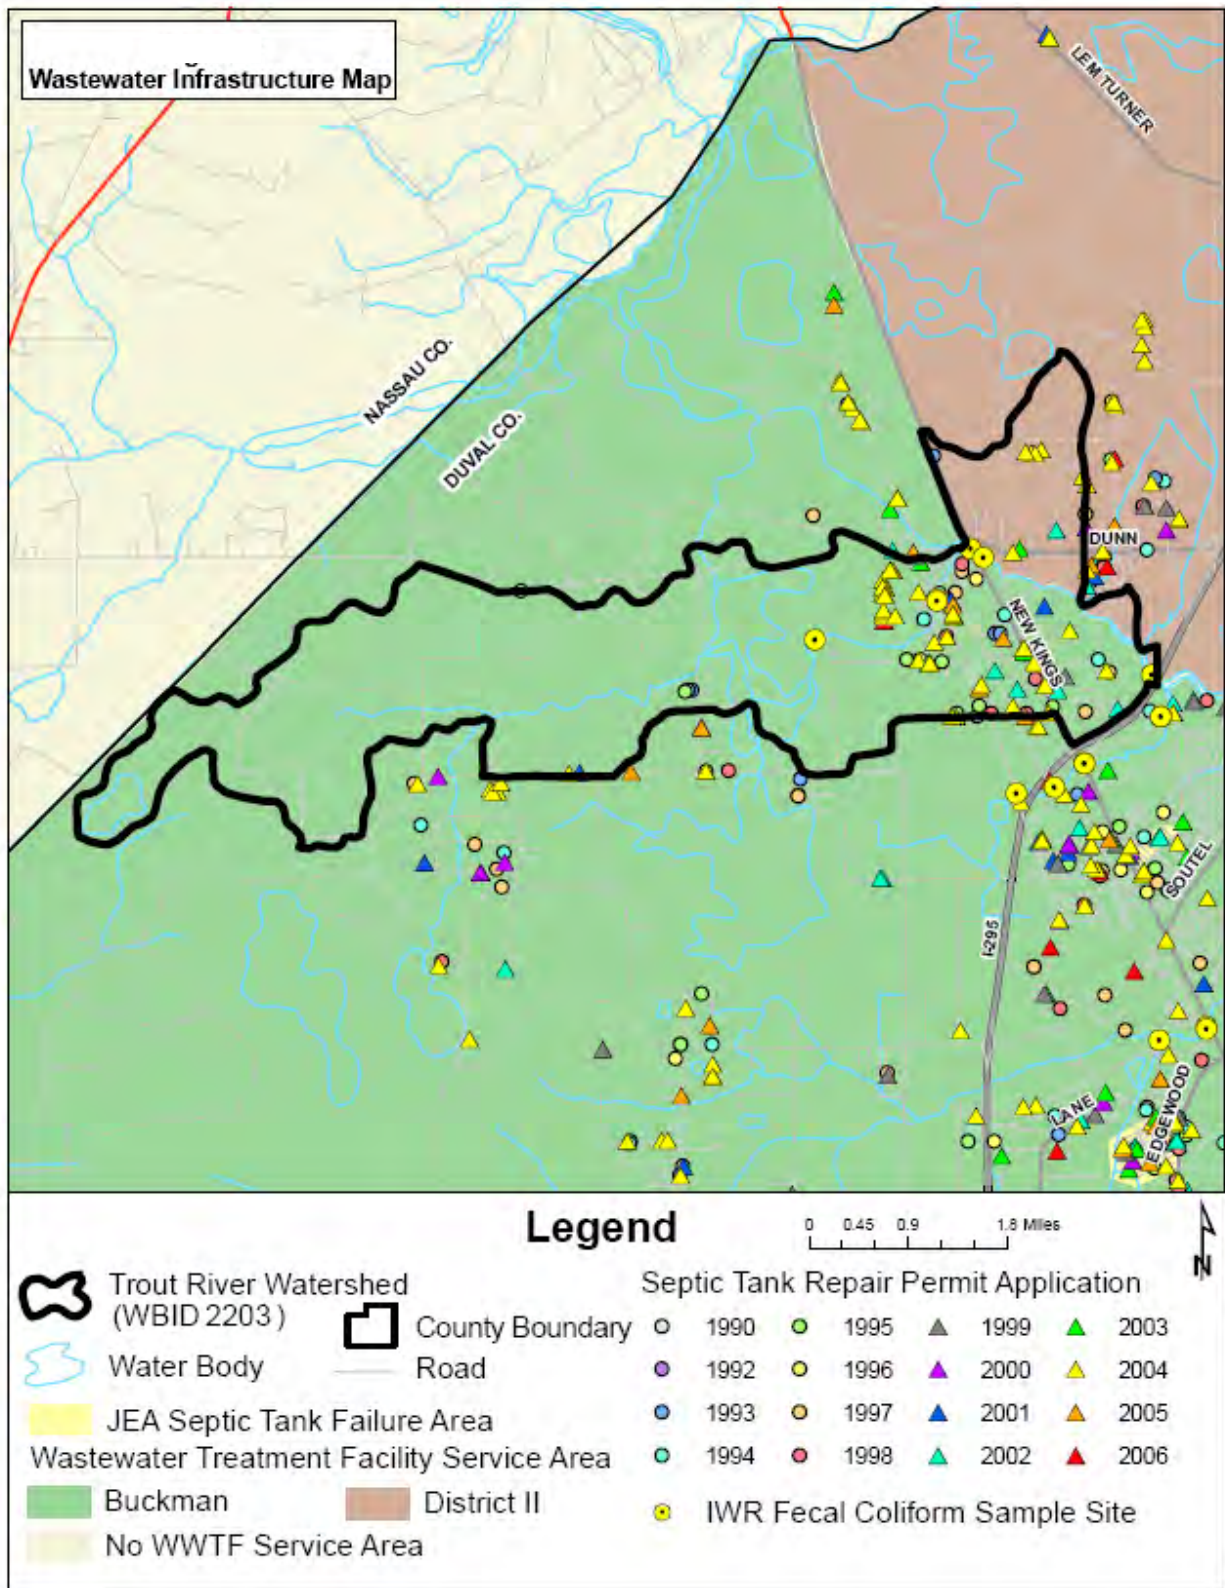 Wastewater Infrastructure Map
LEM TURNER
NASSAU CO.
DUVAL CO.
DUNN
NEW KINGS
SOUTEL
I-295
LANE
EDGEWOOD
Legend
0 0.45 0.9 1.8 Miles
N
Trout River Watershed
(WBID 2203 )
County Boundary
Water Body
Road
JEA Septic Tank Failure Area
Wastewater Treatment Facility Service Area
Buckman
District II
No WWTF Service Area
Septic Tank Repair Permit Application
1990 1995 1999 2003
1992 1996 2000 2004
1993 1997 2001 2005
1994 1998 2002 2006
IWR Fecal Coliform Sample Site